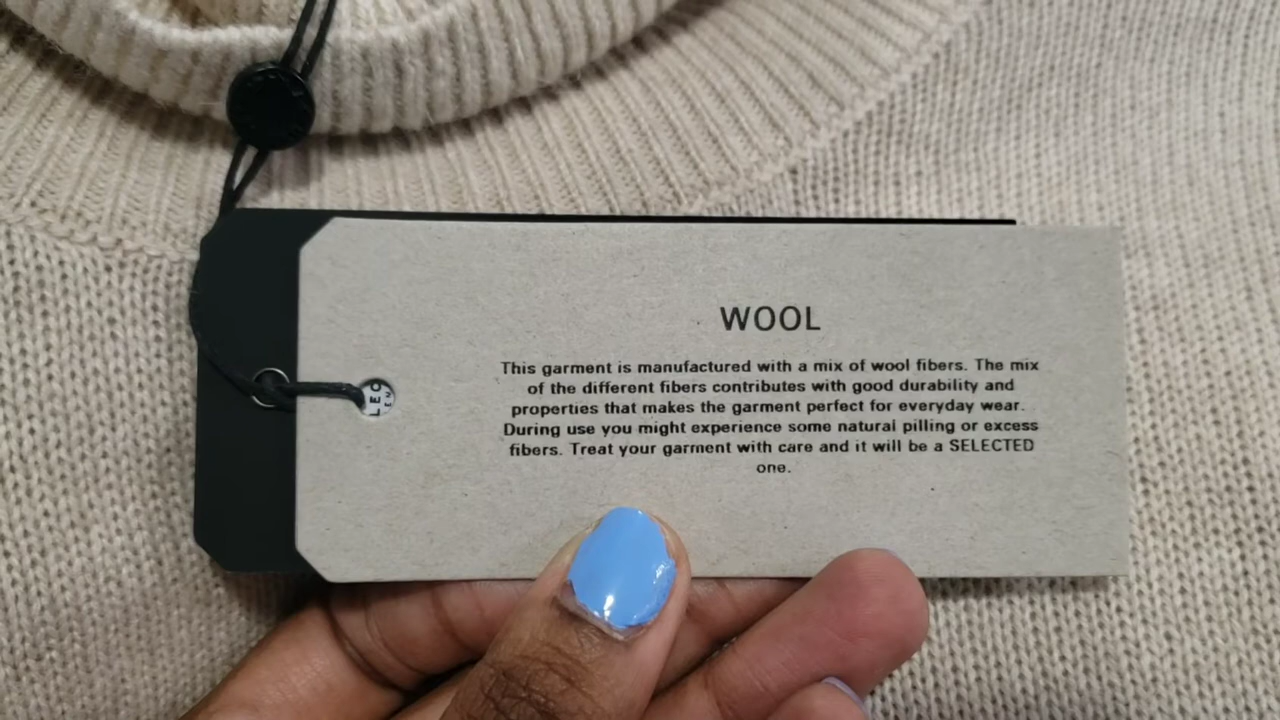 WOOL
This garment is manufactured with a mix of wool fibers. The mix
of the different fibers contributes with good durability and
properties that makes the garment perfect for everyday wear.
During use you might experience some natural pilling or excess
fibers. Treat your garment with care and it will be a SELECTED
one.